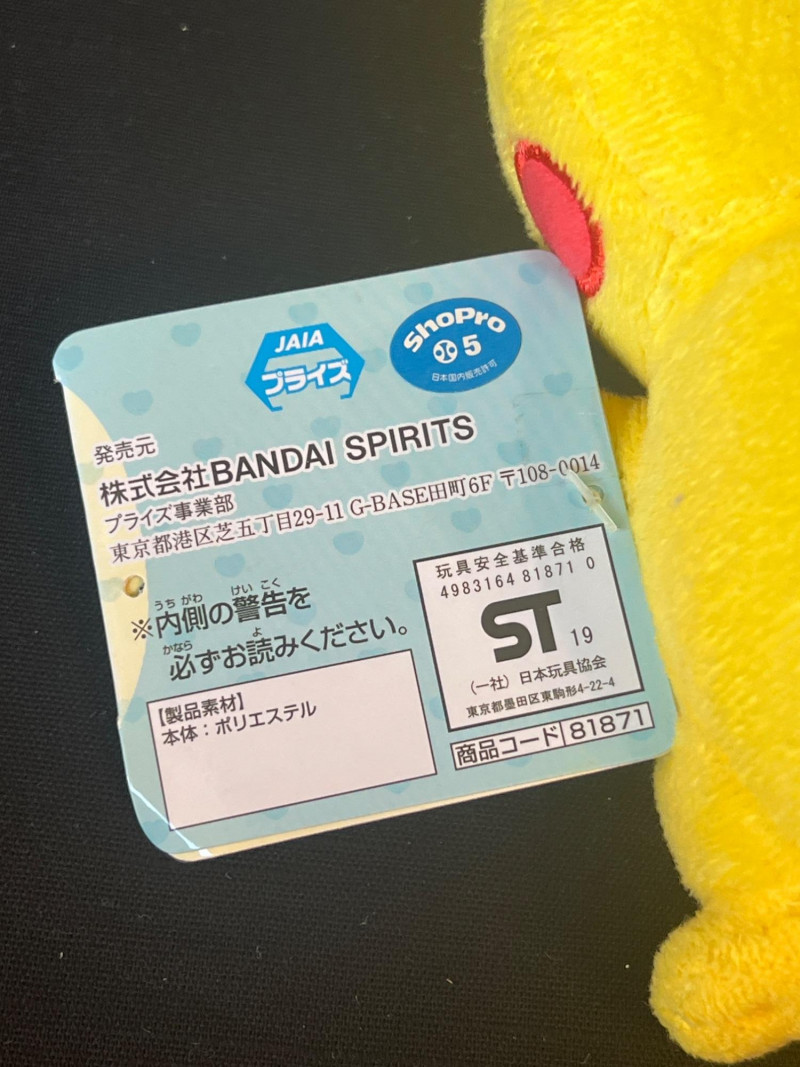 JAIA
プライズ
ShoPro
5
日本国内販売許可
発売元
株式会社BANDAI SPIRITS
プライズ事業部
東京都港区芝五丁目29-11 G-BASE田町6F 〒108-0014
うち がわ けい こく
※内側の警告を
かなら よ
必ずお読みください。
玩具安全基準合格
4983164 81871 0
ST 19
(一社) 日本玩具協会
東京都墨田区東駒形4-22-4
【製品素材】
本体：ポリエステル
商品コード 81871